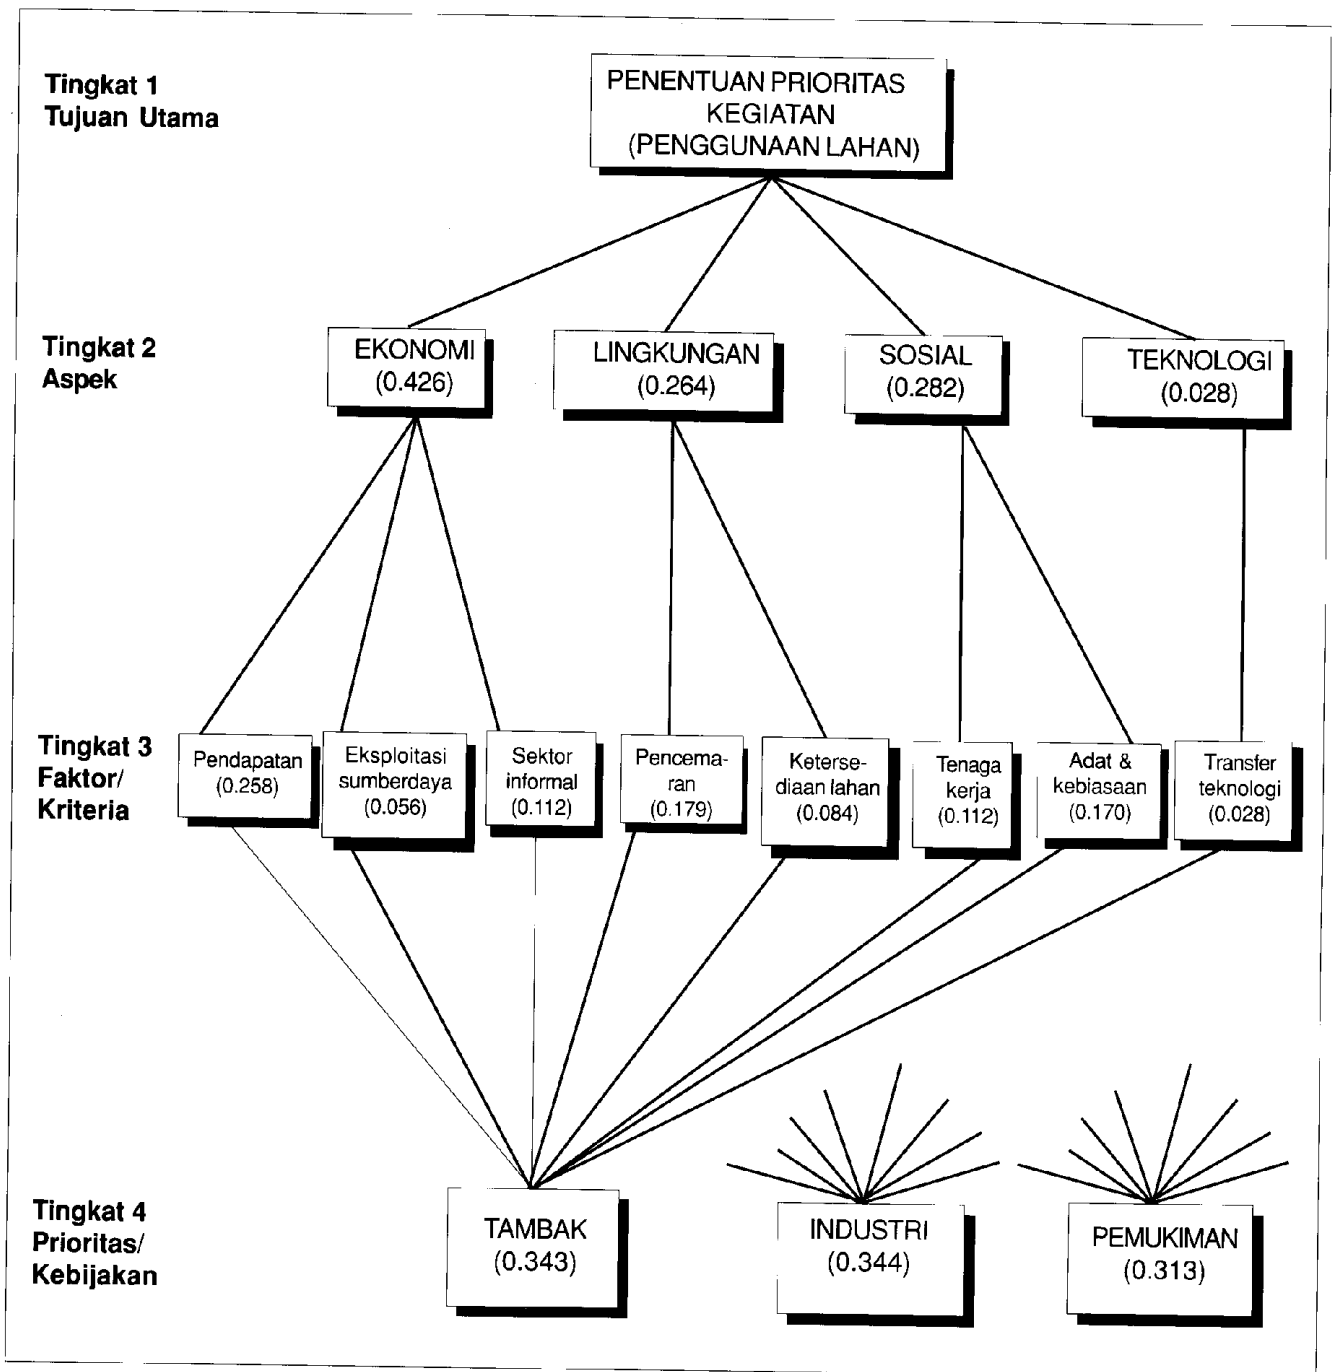 Tingkat 1
Tujuan Utama
PENENTUAN PRIORITAS
KEGIATAN
(PENGGUNAAN LAHAN)
Tingkat 2
Aspek
EKONOMI
(0.426)
LINGKUNGAN
(0.264)
SOSIAL
(0.282)
TEKNOLOGI
(0.028)
Tingkat 3
Faktor/
Kriteria
Pendapatan
(0.258)
Eksploitasi
sumberdaya
(0.056)
Sektor
informal
(0.112)
Pencema-
ran
(0.179)
Keterse-
diaan lahan
(0.084)
Tenaga
kerja
(0.112)
Adat &
kebiasaan
(0.170)
Transfer
teknologi
(0.028)
Tingkat 4
Prioritas/
Kebijakan
TAMBAK
(0.343)
INDUSTRI
(0.344)
PEMUKIMAN
(0.313)